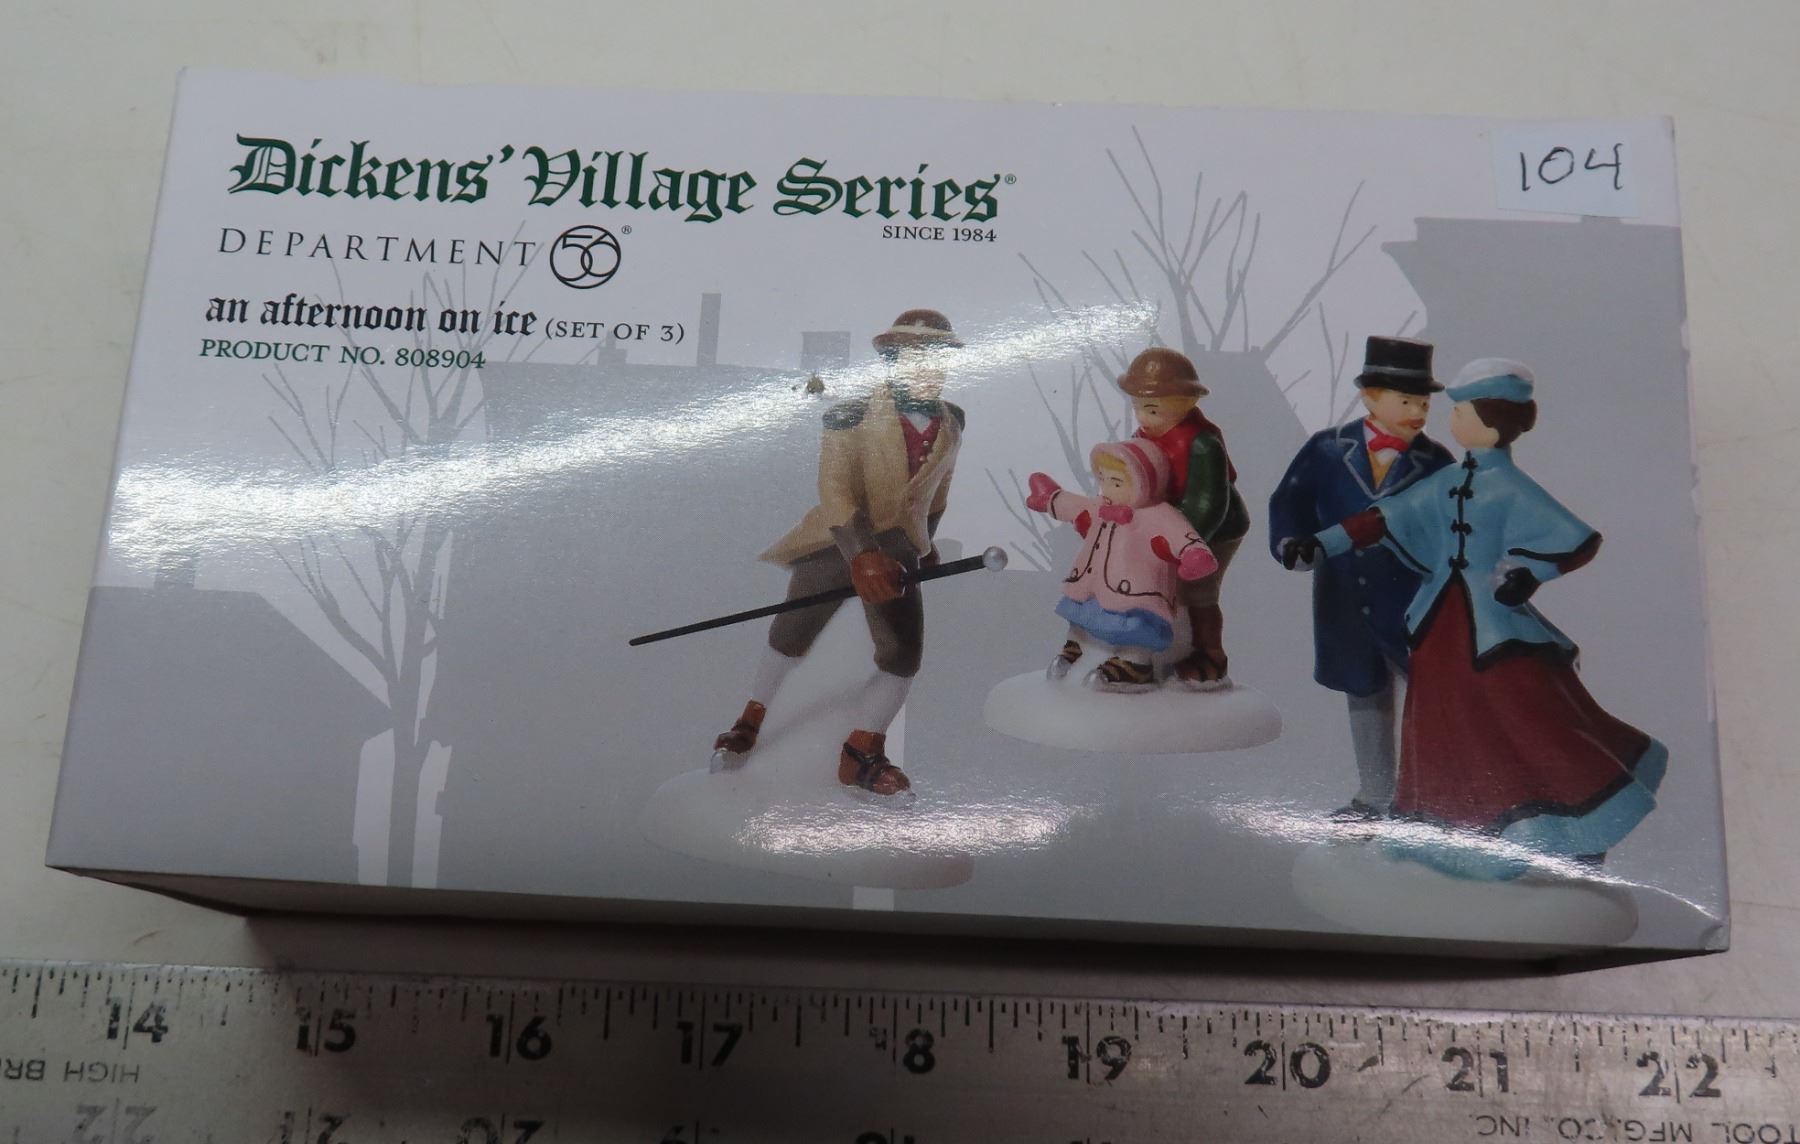 Dickens' Village Series®
SINCE 1984
DEPARTMENT 56®
an afternoon on ice (SET OF 3)
PRODUCT NO. 808904
104
14 15 16 17 18 19 20 21 22
HIGH BR
TOOL MFG. CO. INC